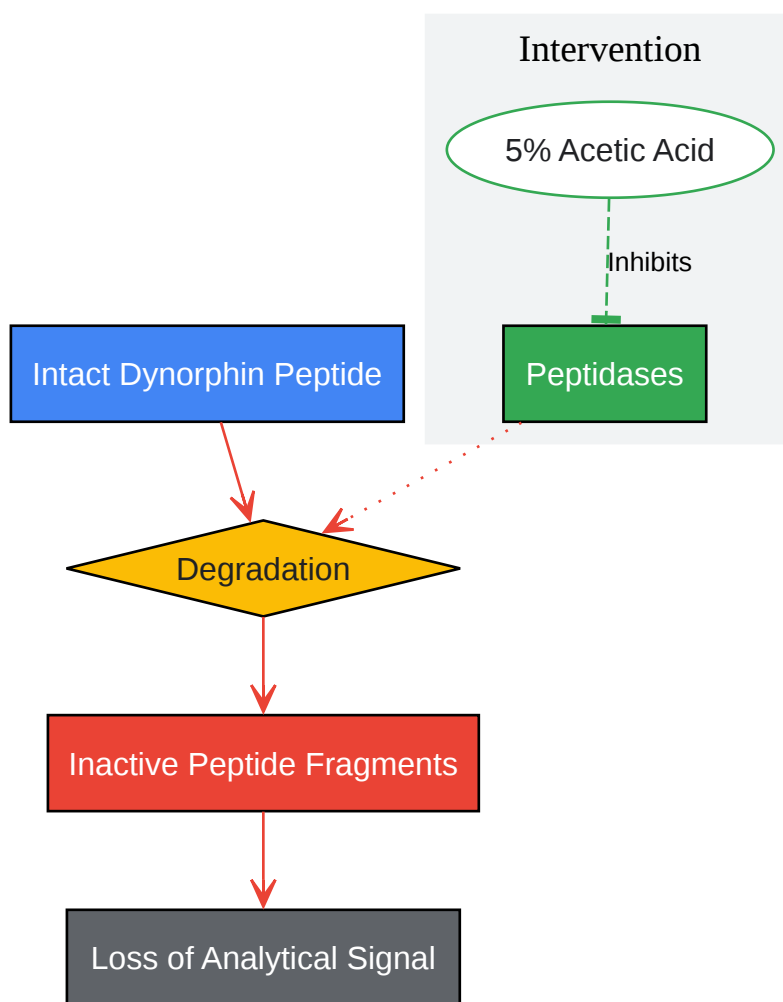 Intervention
5% Acetic Acid
Inhibits
Intact Dynorphin Peptide
Peptidases
Degradation
Inactive Peptide Fragments
Loss of Analytical Signal